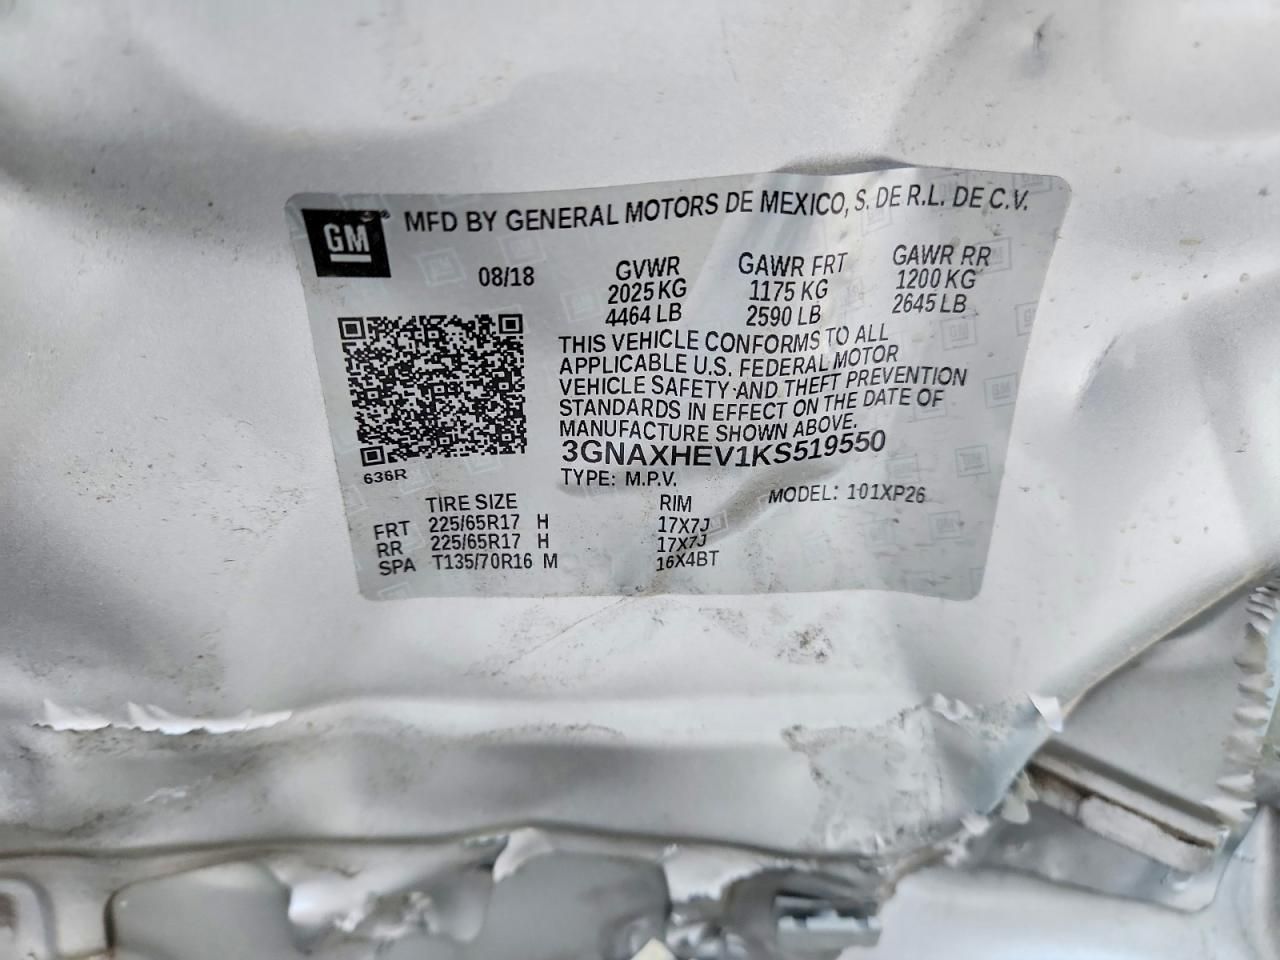 GM
MFD BY GENERAL MOTORS DE MEXICO, S. DE R.L. DE C.V.
08/18
GVWR GAWR FRT GAWR RR
2025 KG 1175 KG 1200 KG
4464 LB 2590 LB 2645 LB
THIS VEHICLE CONFORMS TO ALL
APPLICABLE U.S. FEDERAL MOTOR
VEHICLE SAFETY AND THEFT PREVENTION
STANDARDS IN EFFECT ON THE DATE OF
MANUFACTURE SHOWN ABOVE.
3GNAXHEV1KS519550
636R
TYPE: M.P.V. MODEL: 101XP26
TIRE SIZE RIM
FRT 225/65R17 H 17X7J
RR 225/65R17 H 17X7J
SPA T135/70R16 M 16X4BT